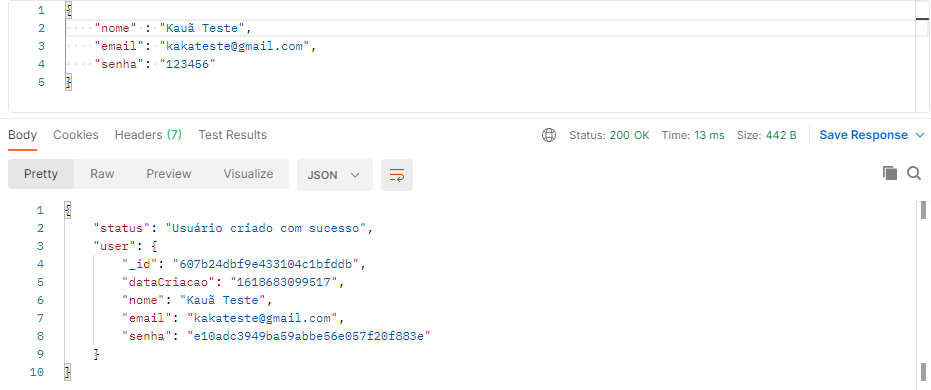 1 {
2 "nome" : "Kauã Teste",
3 "email": "kakateste@gmail.com",
4 "senha": "123456"
5 }
Body Cookies Headers (7) Test Results Status: 200 OK Time: 13 ms Size: 442 B Save Response
Pretty Raw Preview Visualize JSON
1 {
2 "status": "Usuário criado com sucesso",
3 "user": {
4 "_id": "607b24dbf9e433104c1bfddb",
5 "dataCriacao": "1618683099517",
6 "nome": "Kauã Teste",
7 "email": "kakateste@gmail.com",
8 "senha": "e10adc3949ba59abbe56e057f20f883e"
9 }
10 }